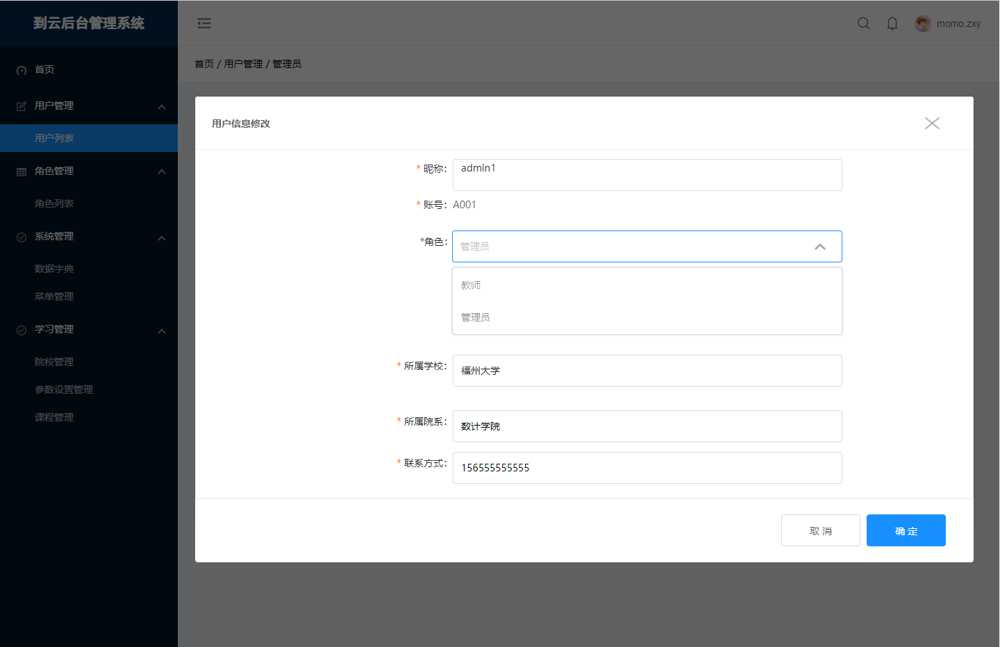 到云后台管理系统
momo.zxy
首页 / 用户管理 / 管理员
首页
用户管理
用户列表
角色管理
角色列表
系统管理
数据字典
菜单管理
学习管理
院校管理
参数设置管理
课程管理
用户信息修改
* 昵称: admin1
* 账号: A001
*角色: 管理员
教师
管理员
* 所属学校: 福州大学
* 所属院系: 数计学院
* 联系方式: 156555555555
取 消
确 定